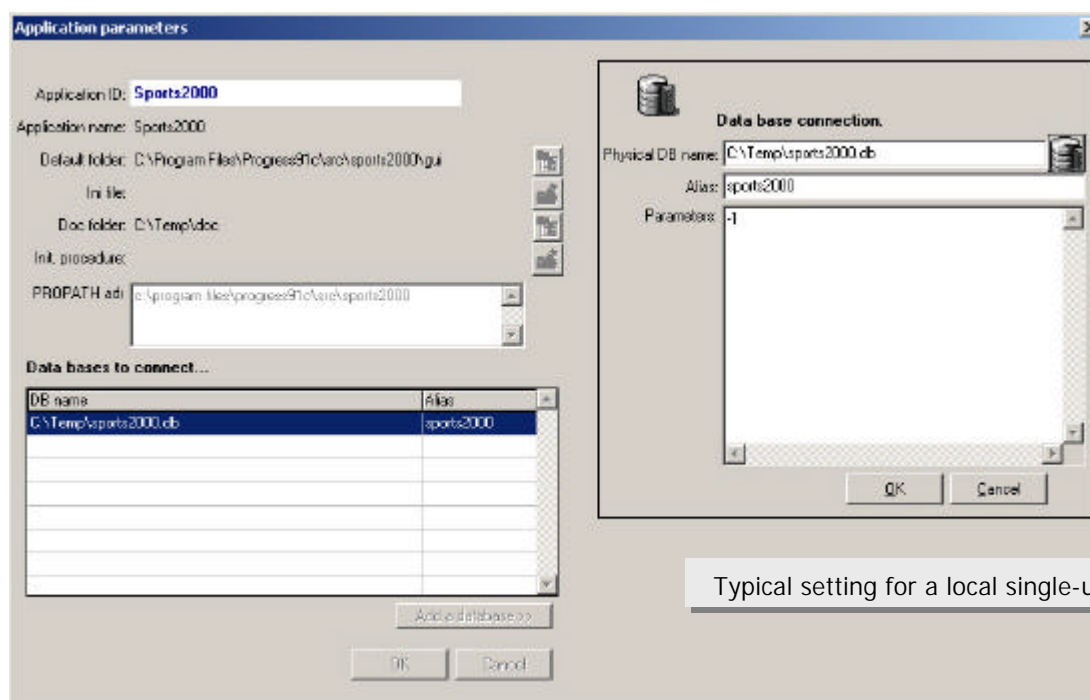 Application parameters
Application ID: Sports2000
Application name: Sports2000
Default folder: C:\Program Files\Progress91c\src\sports2000\gui
Ini file:
Doc folder: C:\Temp\doc
Init. procedure:
PROPATH adj c:\program files\progress91c\src\sports2000
Data bases to connect...
DB name Alias
C:\Temp\sports2000.db sports2000
Add a database >>
OK Cancel
Data base connection.
Physical DB name: C:\Temp\sports2000.db
Alias: sports2000
Parameters: -1
OK Cancel
Typical setting for a local single-u